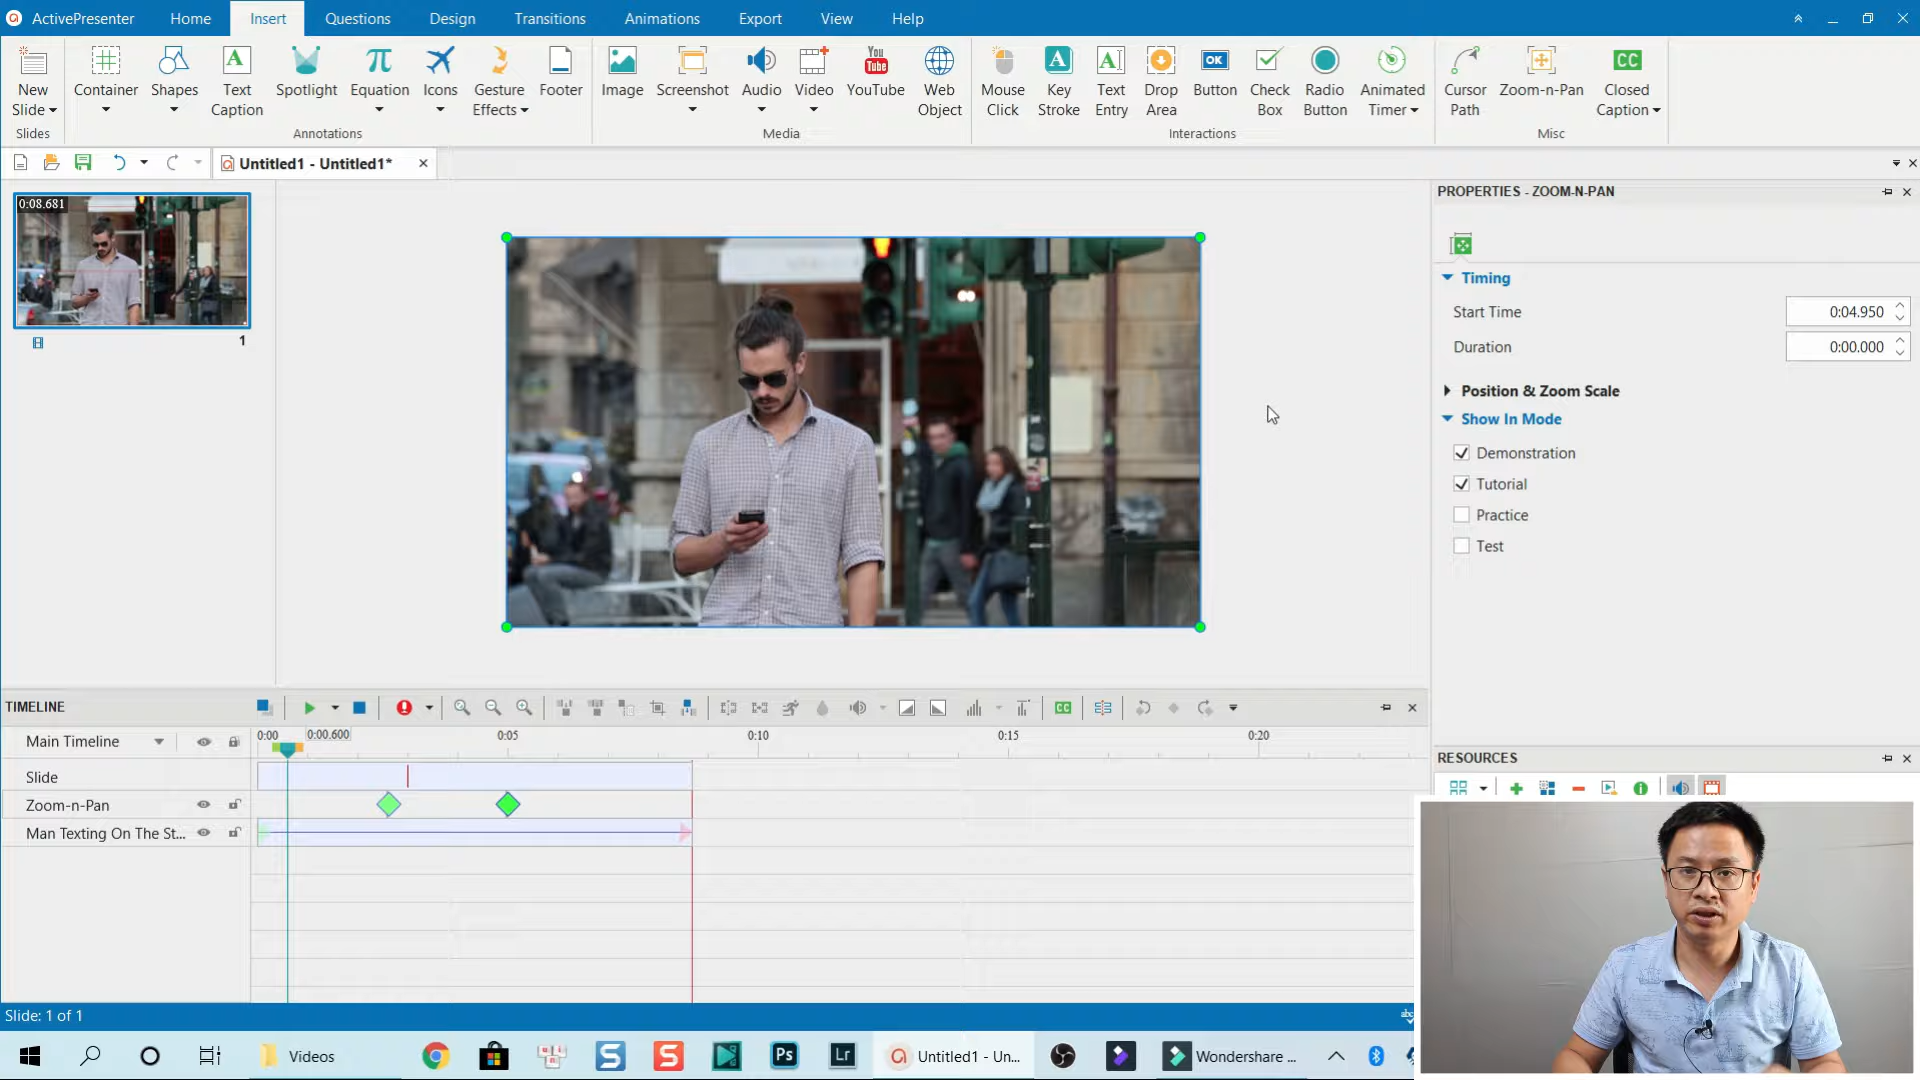 ActivePresenter Home Insert Questions Design Transitions Animations Export View Help
New Slide Container Shapes Text Caption Spotlight Equation Icons Gesture Effects Footer Image Screenshot Audio Video YouTube Web Object Mouse Click Key Stroke Text Entry Drop Area Button Check Box Radio Button Animated Timer Cursor Path Zoom-n-Pan Closed Caption
Slides Annotations Media Interactions Misc
Untitled1 - Untitled1*
PROPERTIES - ZOOM-N-PAN
0:08.681
1
Timing
Start Time 0:04.950
Duration 0:00.000
Position & Zoom Scale
Show In Mode
Demonstration
Tutorial
Practice
Test
TIMELINE
Main Timeline 0:00 0:00.600 0:05 0:10 0:15 0:20
Slide
Zoom-n-Pan
Man Texting On The St...
RESOURCES
Slide: 1 of 1
Videos Ps Lr Untitled1 - Un... Wondershare ...